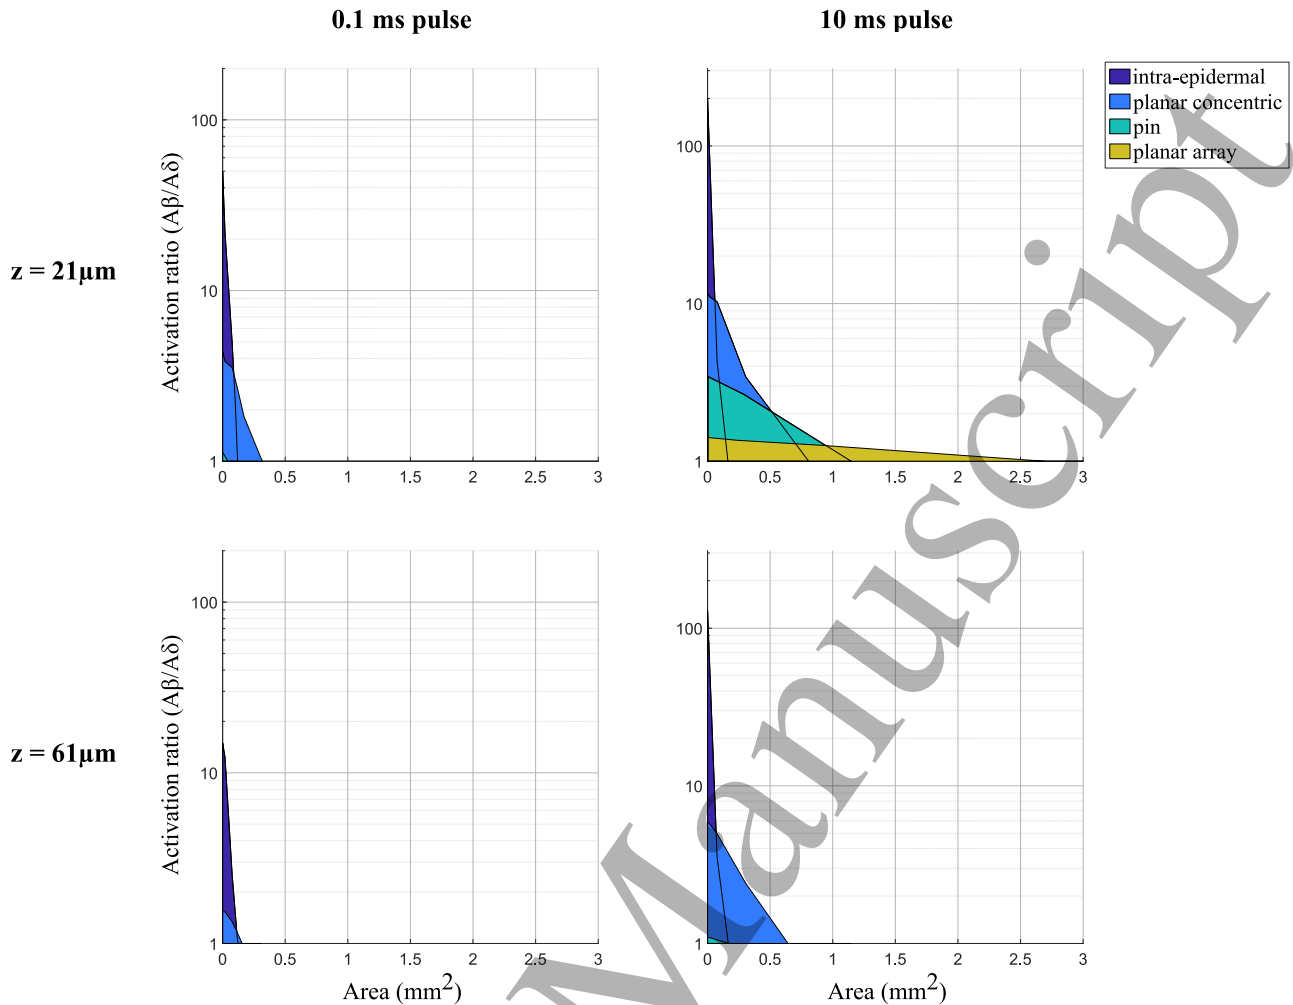 0.1 ms pulse
10 ms pulse
intra-epidermal
planar concentric
pin
planar array
z = 21µm
Activation ratio (Aβ/Aδ)
100
10
1
0 0.5 1 1.5 2 2.5 3
100
10
1
0 0.5 1 1.5 2 2.5 3
z = 61µm
Activation ratio (Aβ/Aδ)
100
10
1
0 0.5 1 1.5 2 2.5 3
Area (mm²)
100
10
1
0 0.5 1 1.5 2 2.5 3
Area (mm²)
Manuscript